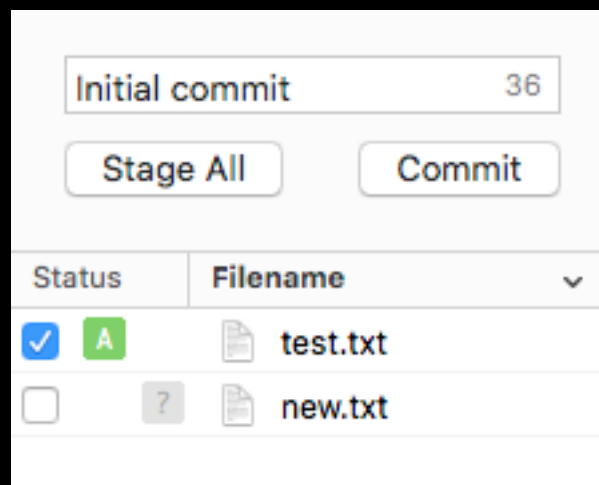 Initial commit 36
Stage All Commit
Status Filename
A test.txt
? new.txt